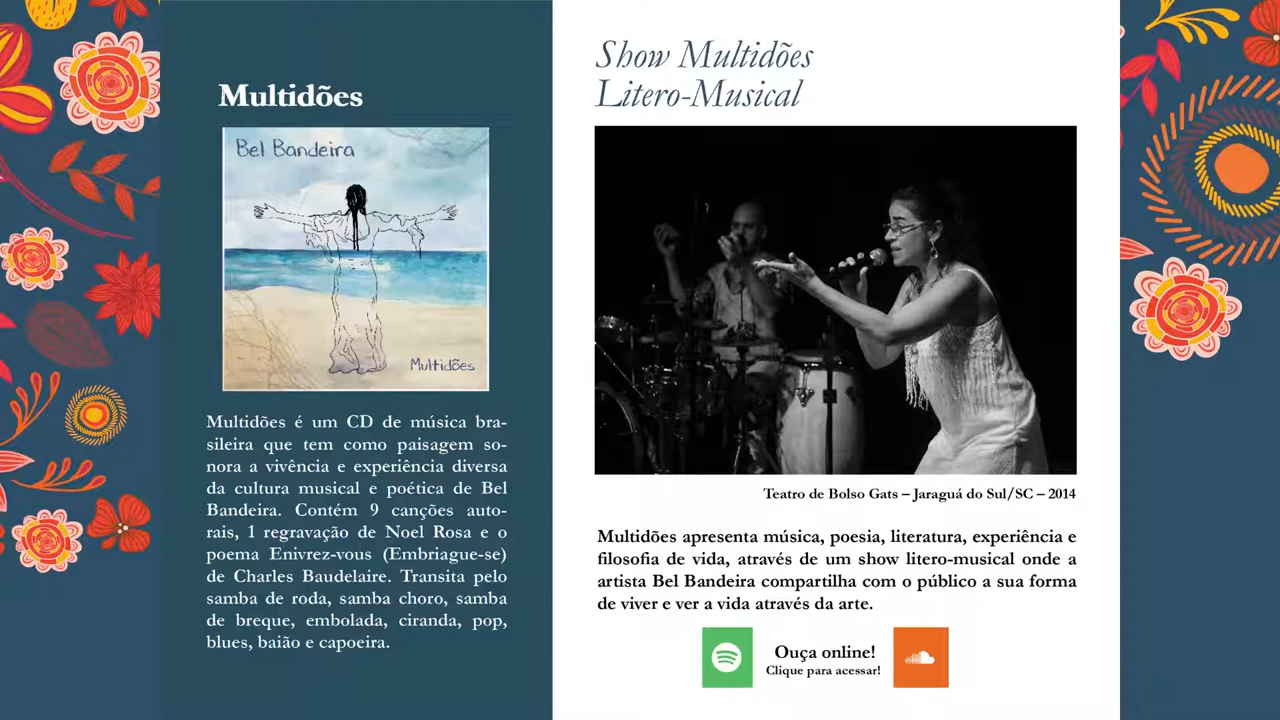 Multidões
Bel Bandeira
Multidões
Multidões é um CD de música bra-
sileira que tem como paisagem so-
nora a vivência e experiência diversa
da cultura musical e poética de Bel
Bandeira. Contém 9 canções auto-
rais, 1 regravação de Noel Rosa e o
poema Enivrez-vous (Embriague-se)
de Charles Baudelaire. Transita pelo
samba de roda, samba choro, samba
de breque, embolada, ciranda, pop,
blues, baião e capoeira.
Show Multidões
Litero-Musical
Teatro de Bolso Gats – Jaraguá do Sul/SC – 2014
Multidões apresenta música, poesia, literatura, experiência e
filosofia de vida, através de um show litero-musical onde a
artista Bel Bandeira compartilha com o público a sua forma
de viver e ver a vida através da arte.
Ouça online!
Clique para acessar!